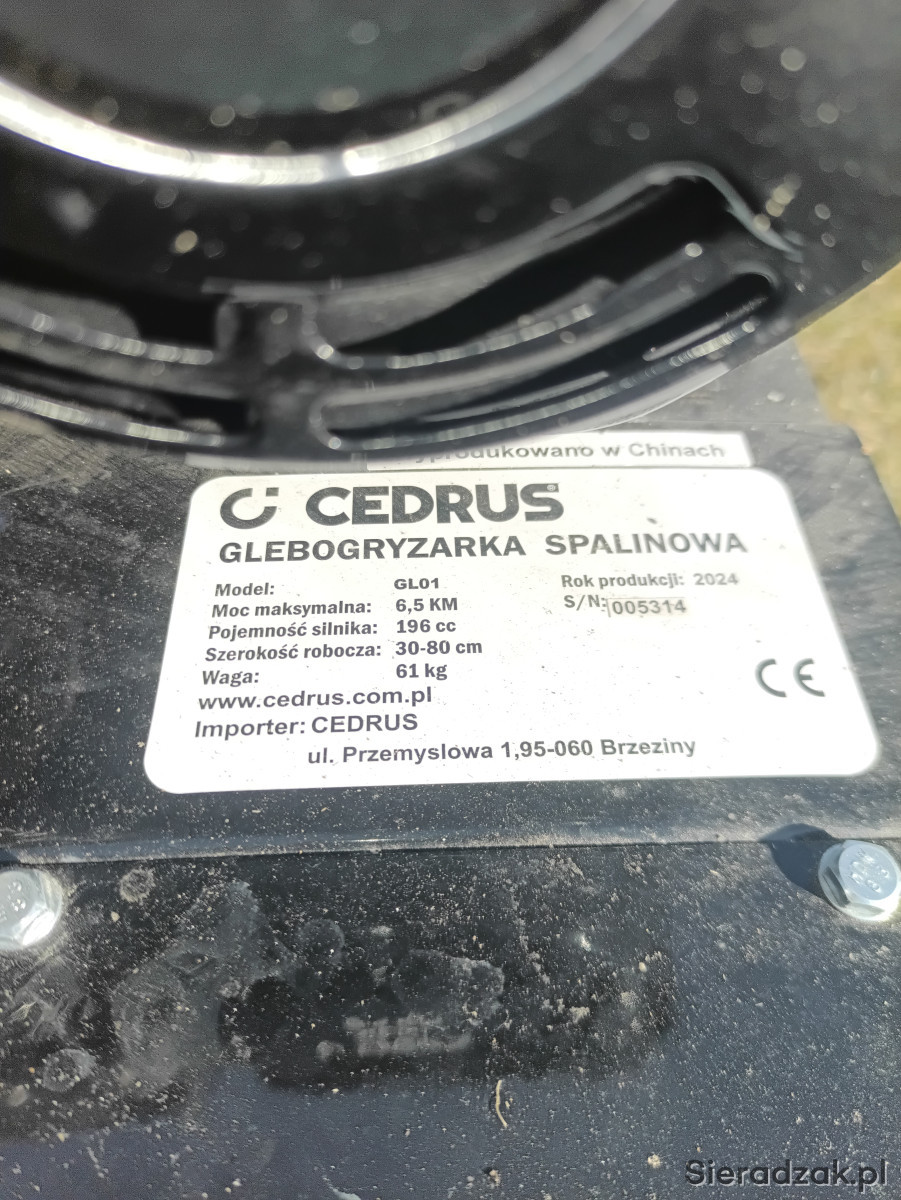 w Chinach
CEDRUS
GLEBOGRYZARKA SPALINOWA
Model: GL01
Moc maksymalna: 6,5 KM
Pojemność silnika: 196 cc
Szerokość robocza: 30-80 cm
Waga: 61 kg
Rok produkcji: 2024
S/N: 005314
CE
www.cedrus.com.pl
Importer: CEDRUS
ul. Przemyslowa 1,95-060 Brzeziny
Sieradzak.pl